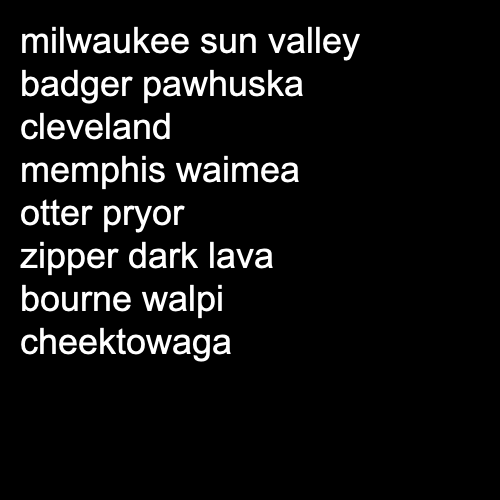 milwaukee sun valley
badger pawhuska
cleveland
memphis waimea
otter pryor
zipper dark lava
bourne walpi
cheektowaga